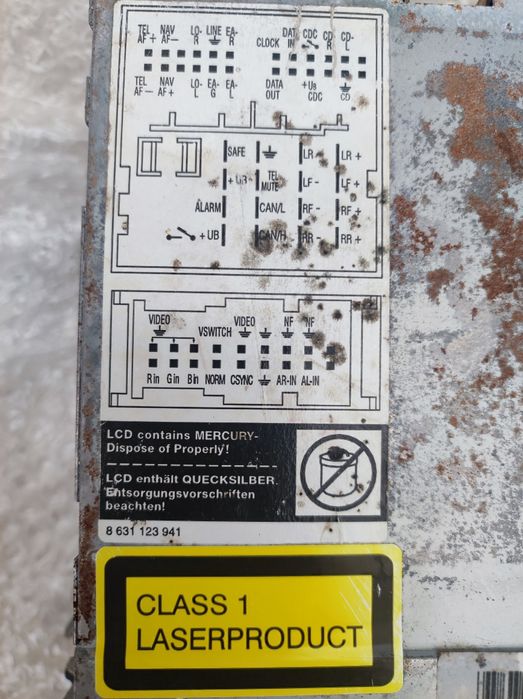 TEL NAV LO- LINE EA-
AF+ AF- R R
DATA CDC CD- CD-
CLOCK IN R L
TEL NAV LO- EA- EA-
AF- AF+ L G L
DATA +Us
OUT CDC CD
SAFE LR- LR+
+UB TEL MUTE LF- LF+
ALARM CAN/L RF- RF+
+UB CAN/H RR- RR+
VIDEO VIDEO NF NF
VSWITCH
R in G in B in NORM CSYNC AR-IN AL-IN
LCD contains MERCURY-
Dispose of Properly!
LCD enthält QUECKSILBER.
Entsorgungsvorschriften
beachten!
8 631 123 941
CLASS 1
LASERPRODUCT